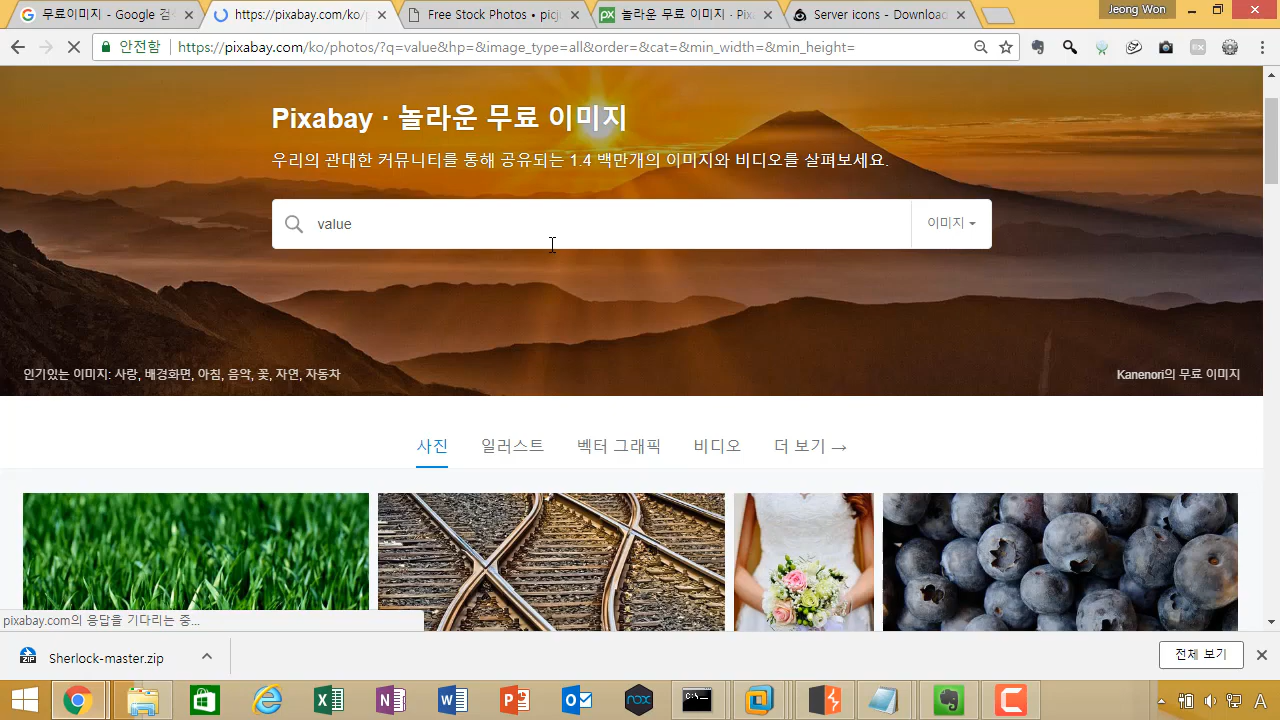 무료이미지 - Google 검
https://pixabay.com/ko/p
Free Stock Photos • pict
놀라운 무료 이미지 · Pix
Server icons - Download
Jeong Won
안전함
https://pixabay.com/ko/photos/?q=value&hp=&image_type=all&order=&cat=&min_width=&min_height=
Pixabay · 놀라운 무료 이미지
우리의 관대한 커뮤니티를 통해 공유되는 1.4 백만개의 이미지와 비디오를 살펴보세요.
value
이미지
인기있는 이미지: 사랑, 배경화면, 아침, 음악, 꽃, 자연, 자동차
Kanenori의 무료 이미지
사진
일러스트
벡터 그래픽
비디오
더 보기 →
pixabay.com의 응답을 기다리는 중...
Sherlock-master.zip
전체 보기
nox
A